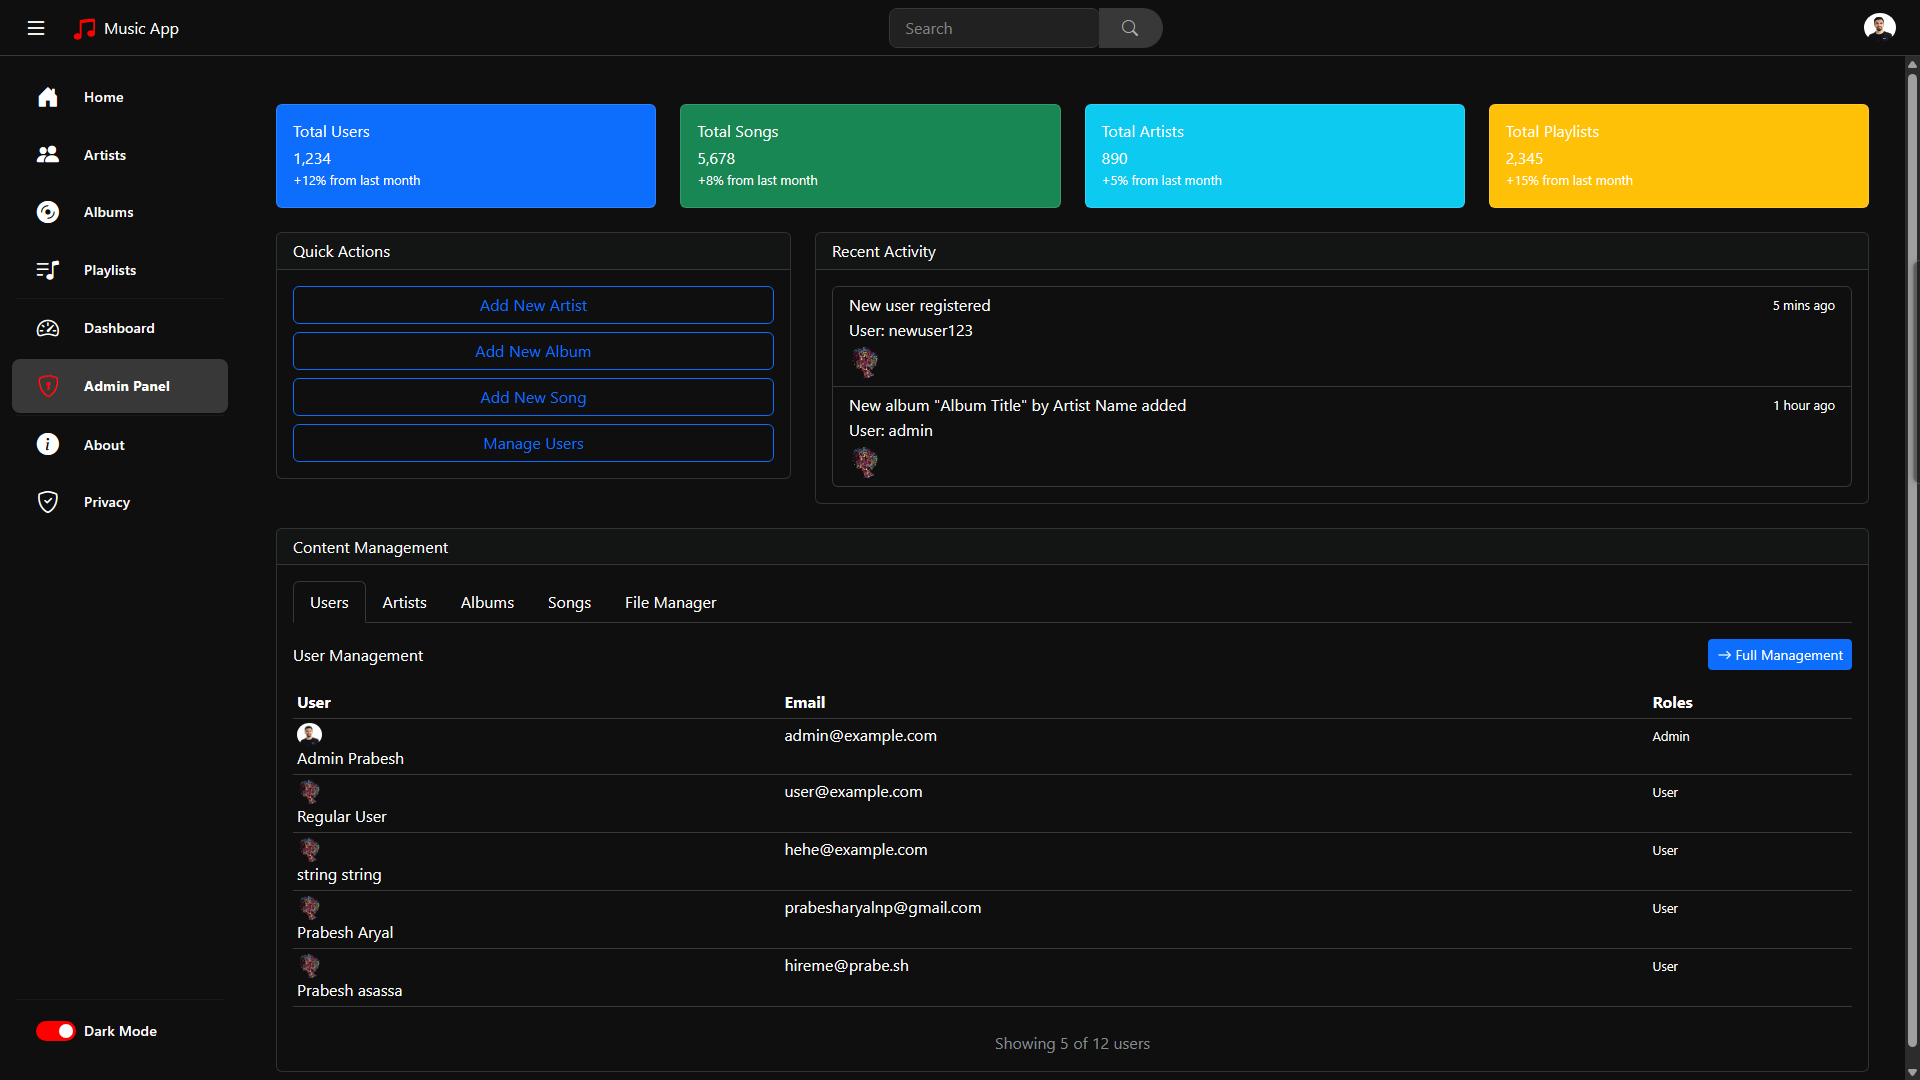 Music App
Search
Home
Artists
Albums
Playlists
Dashboard
Admin Panel
About
Privacy
Dark Mode
Total Users
1,234
+12% from last month
Total Songs
5,678
+8% from last month
Total Artists
890
+5% from last month
Total Playlists
2,345
+15% from last month
Quick Actions
Add New Artist
Add New Album
Add New Song
Manage Users
Recent Activity
New user registered 5 mins ago
User: newuser123
New album "Album Title" by Artist Name added 1 hour ago
User: admin
Content Management
Users Artists Albums Songs File Manager
User Management
→ Full Management
User Email Roles
admin@example.com Admin
Admin Prabesh
user@example.com User
Regular User
hehe@example.com User
string string
prabesharyalnp@gmail.com User
Prabesh Aryal
hireme@prabe.sh User
Prabesh asassa
Showing 5 of 12 users